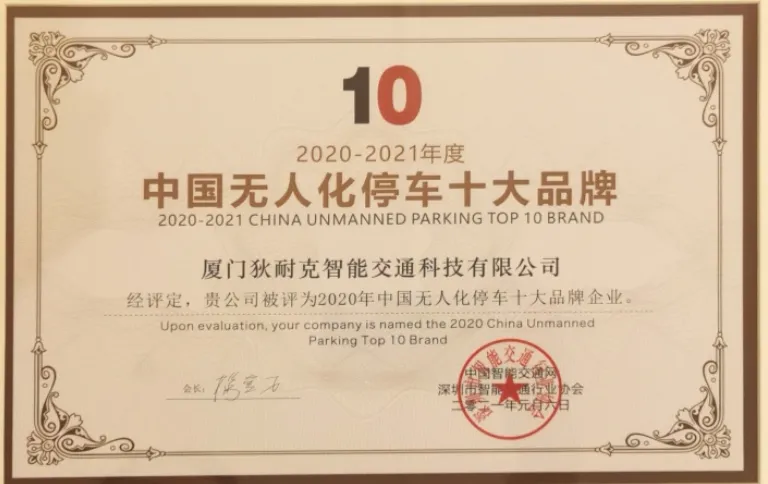 10
2020-2021年度
中国无人化停车十大品牌
2020-2021 CHINA UNMANNED PARKING TOP 10 BRAND
厦门狄耐克智能交通科技有限公司
经评定，贵公司被评为2020年中国无人化停车十大品牌企业。
Upon evaluation, your company is named the 2020 China Unmanned
Parking Top 10 Brand
会长：
中国智能交通网
深圳市智能交通行业协会
二零二一年元月六日